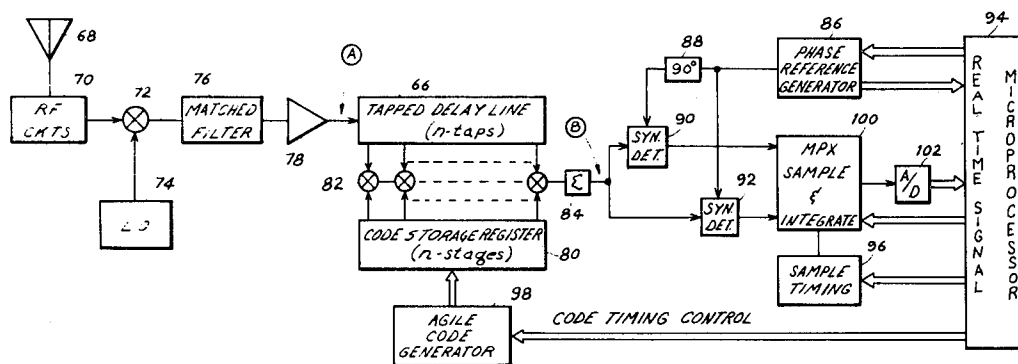 68
70
RF
CKTS
72
74
LO
76
MATCHED
FILTER
78
A
66
TAPPED DELAY LINE
(n-taps)
82
Σ
84
B
CODE STORAGE REGISTER
(n-stages)
80
98
AGILE
CODE
GENERATOR
CODE TIMING CONTROL
88
90°
86
PHASE
REFERENCE
GENERATOR
SYN.
DET.
90
SYN.
DET.
92
100
MPX
SAMPLE
&
INTEGRATE
102
A/D
96
SAMPLE
TIMING
94
REAL TIME SIGNAL
MICROPROCESSOR